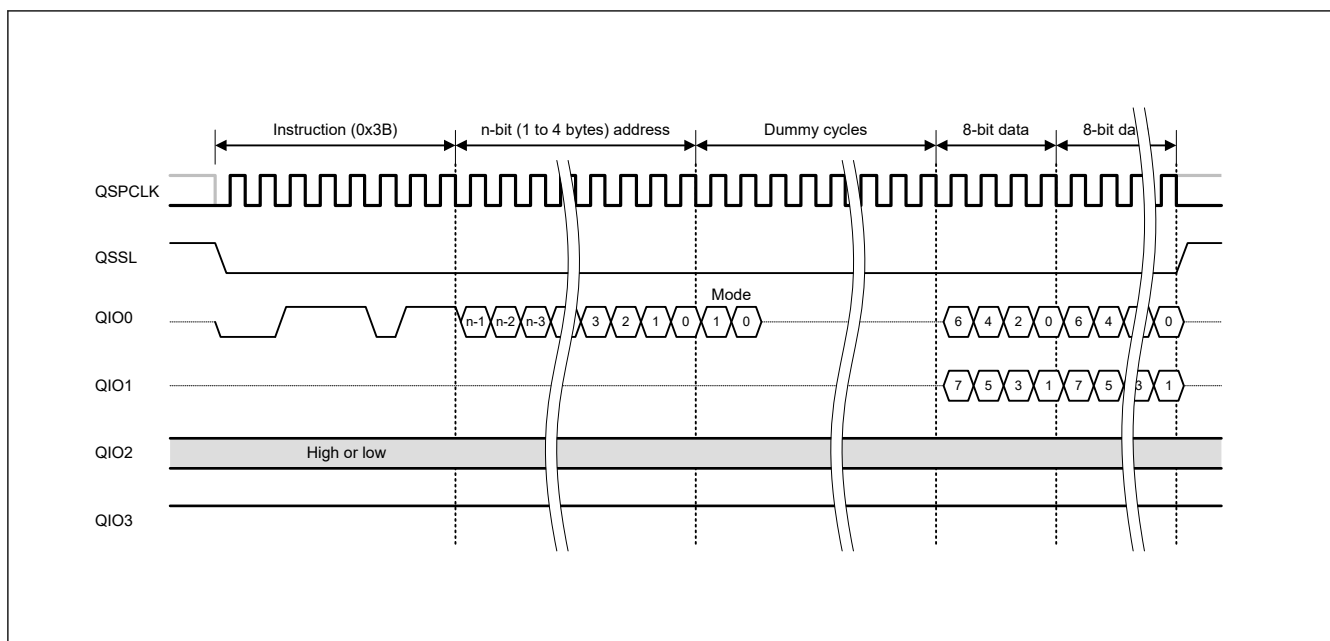 Instruction (0x3B) n-bit (1 to 4 bytes) address Dummy cycles 8-bit data 8-bit da
QSPCLK
QSSL
Mode
QIO0 n-1 n-2 n-3 3 2 1 0 1 0 6 4 2 0 6 4 0
QIO1 7 5 3 1 7 5 3 1
QIO2 High or low
QIO3